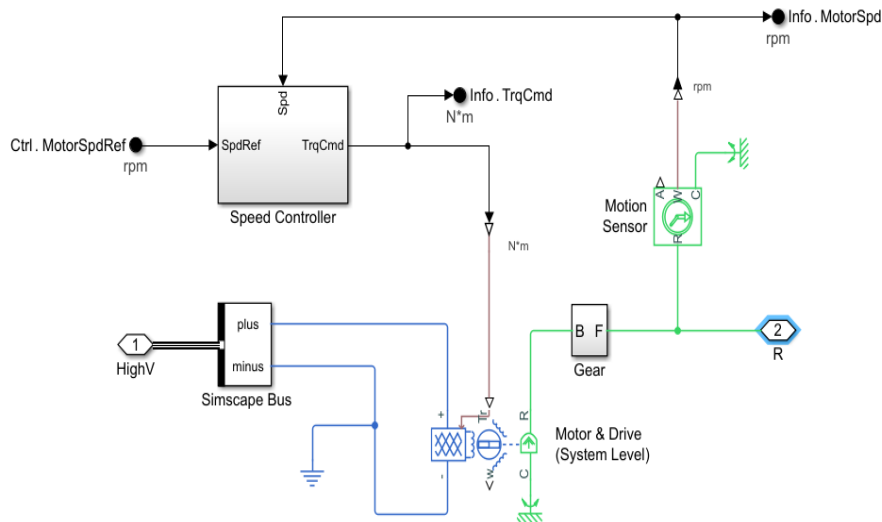 Info . MotorSpd
rpm
Spd
Info . TrqCmd
N*m
rpm
Ctrl . MotorSpdRef
rpm
SpdRef
TrqCmd
Speed Controller
A
W
C
Motion
Sensor
R
N*m
plus
minus
1
HighV
Simscape Bus
B F
Gear
2
R
+
Tr
R
Motor & Drive
(System Level)
-
w
C